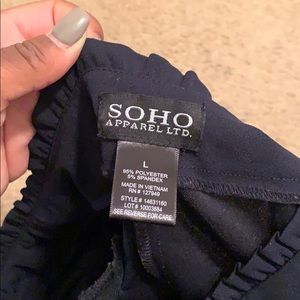 SOHO
APPAREL LTD.
L
95% POLYESTER
5% SPANDEX
MADE IN VIETNAM
RN # 127949
STYLE # 14631160
LOT # 10003684
SEE REVERSE FOR CARE